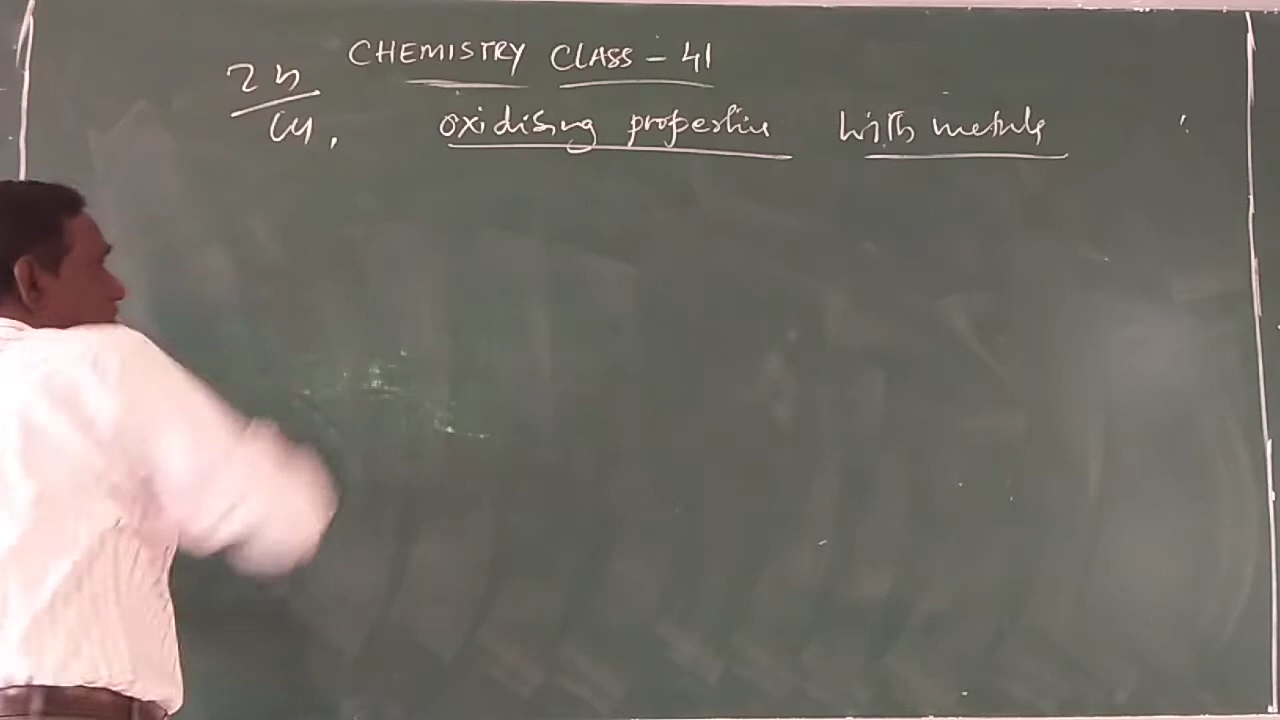 CHEMISTRY CLASS - 41
Zn
Cu,
oxidising properties with metals :